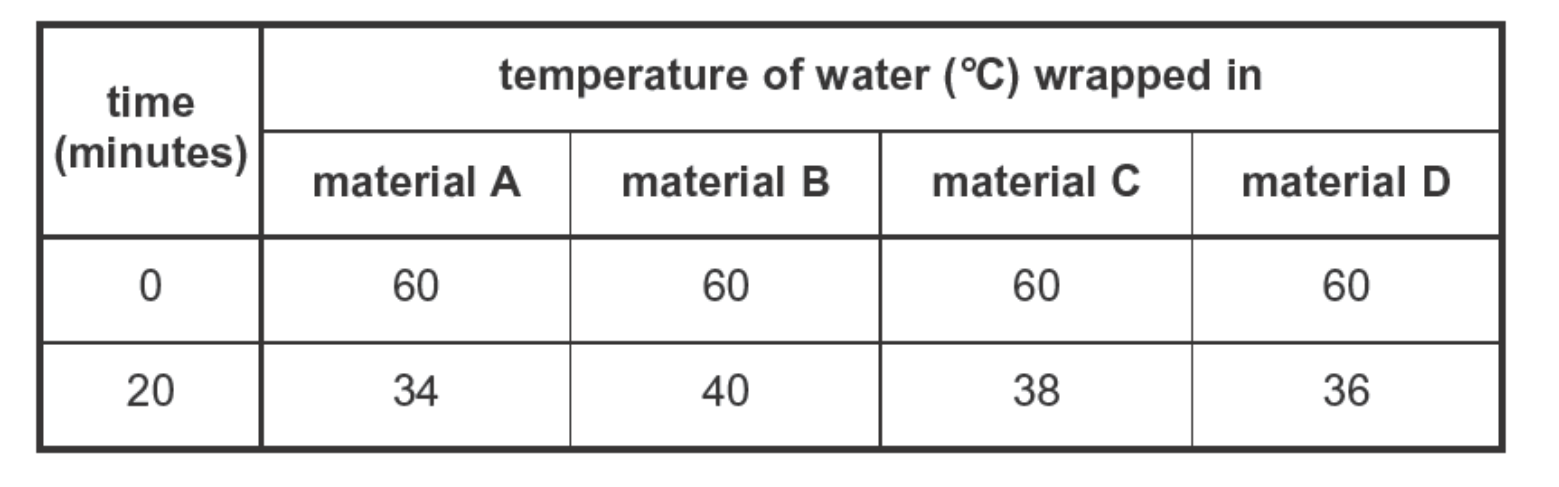 time
(minutes)
temperature of water (°C) wrapped in
material A material B material C material D
0 60 60 60 60
20 34 40 38 36